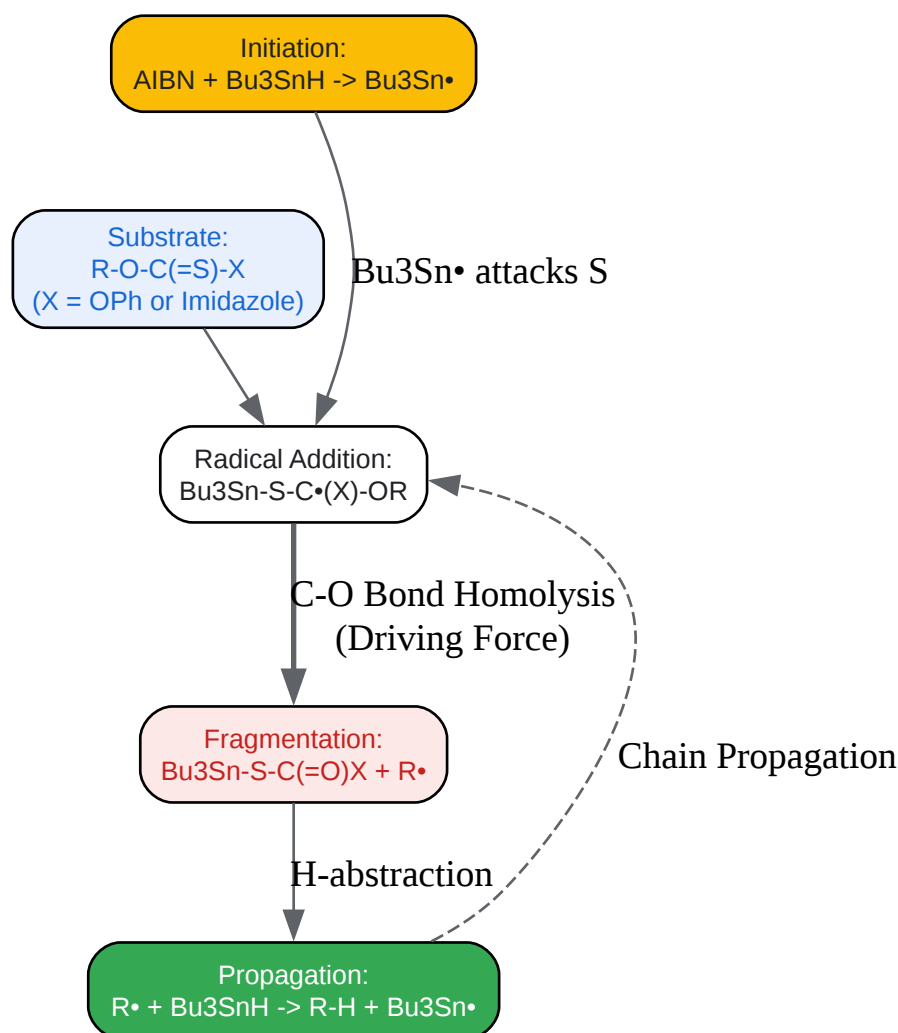 Initiation:
AIBN + Bu3SnH -> Bu3Sn•
Substrate:
R-O-C(=S)-X
(X = OPh or Imidazole)
Bu3Sn• attacks S
Radical Addition:
Bu3Sn-S-C•(X)-OR
C-O Bond Homolysis
(Driving Force)
Fragmentation:
Bu3Sn-S-C(=O)X + R•
Chain Propagation
H-abstraction
Propagation:
R• + Bu3SnH -> R-H + Bu3Sn•